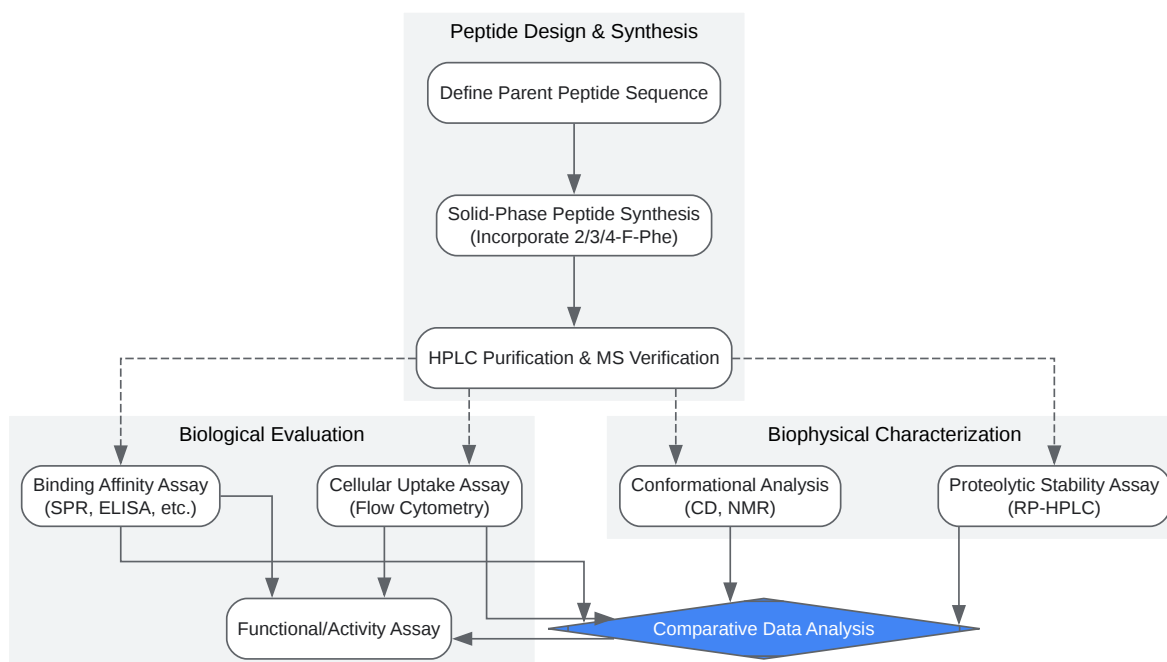 Peptide Design & Synthesis
Define Parent Peptide Sequence
Solid-Phase Peptide Synthesis
(Incorporate 2/3/4-F-Phe)
HPLC Purification & MS Verification
Biological Evaluation
Biophysical Characterization
Binding Affinity Assay
(SPR, ELISA, etc.)
Cellular Uptake Assay
(Flow Cytometry)
Conformational Analysis
(CD, NMR)
Proteolytic Stability Assay
(RP-HPLC)
Functional/Activity Assay
Comparative Data Analysis